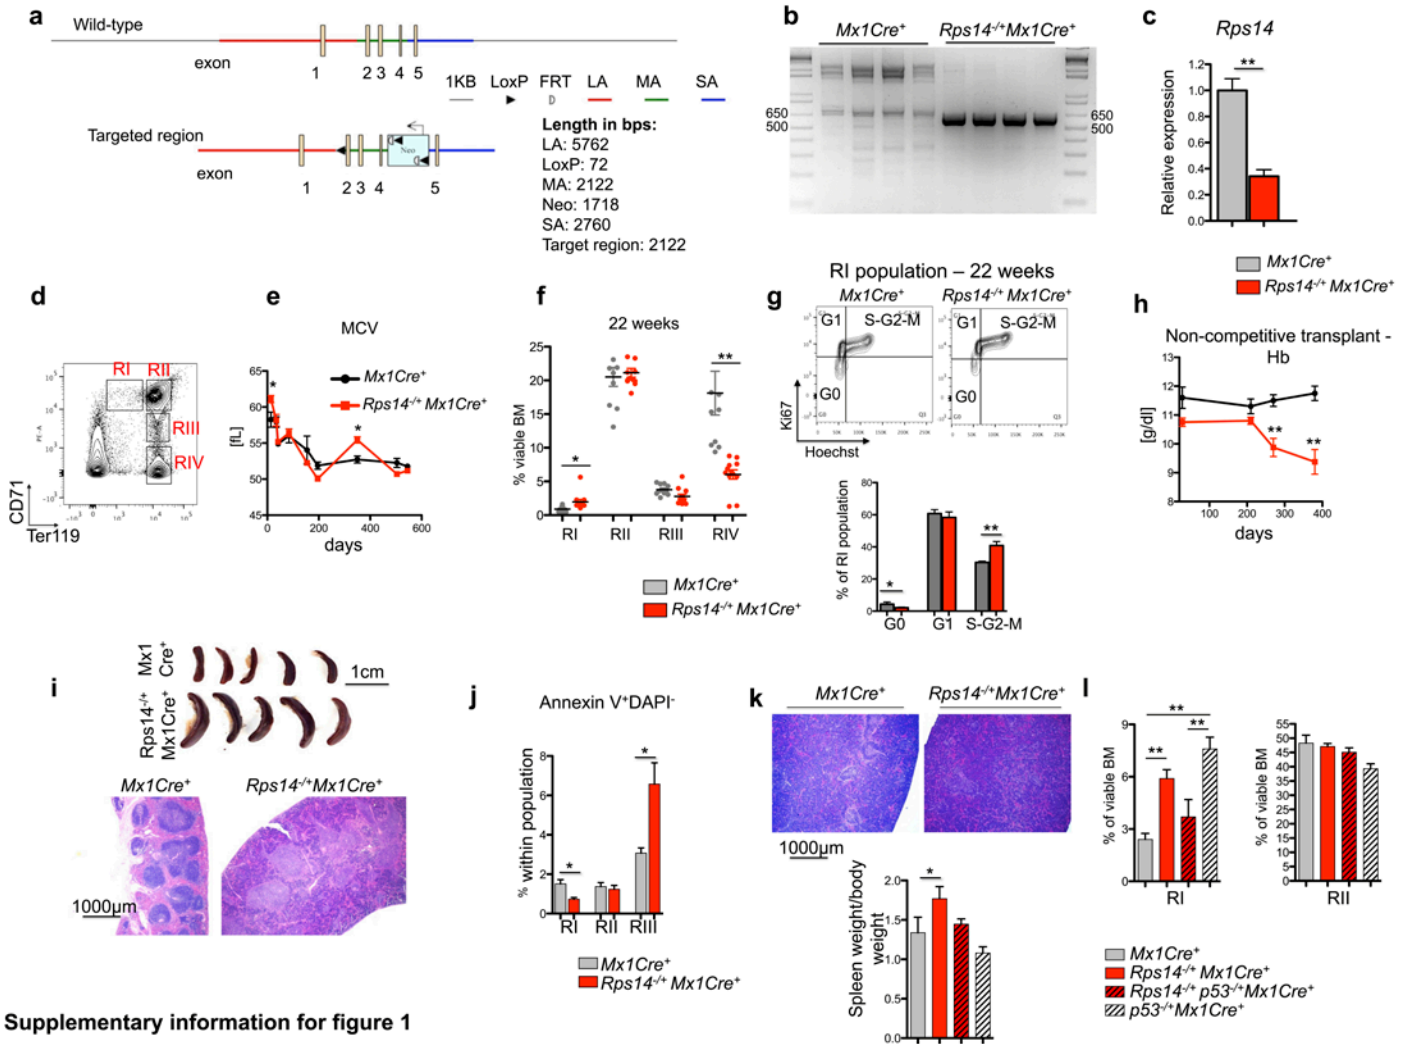 a
Wild-type
exon
1 2 3 4 5
1KB LoxP FRT LA MA SA
Targeted region
Neo
exon
1 2 3 4 5
Length in bps:
LA: 5762
LoxP: 72
MA: 2122
Neo: 1718
SA: 2760
Target region: 2122
b
Mx1Cre+ Rps14-/+Mx1Cre+
650
500
650
500
c
Rps14
**
Relative expression
1.2
1.0
0.8
0.6
0.4
0.2
0.0
Mx1Cre+
Rps14-/+ Mx1Cre+
d
RI RII
RIII
RIV
CD71
Ter119
e
MCV
Mx1Cre+
Rps14-/+ Mx1Cre+
*
*
[fL]
65
60
55
50
45
0 200 400 600
days
f
22 weeks
% viable BM
25
20
15
10
5
0
*
**
RI RII RIII RIV
Mx1Cre+
Rps14-/+ Mx1Cre+
g
RI population – 22 weeks
Mx1Cre+ Rps14-/+ Mx1Cre+
G1 S-G2-M G1 S-G2-M
G0 G0
Ki67
Hoechst
% of RI population
80
60
40
20
0
*
**
G0 G1 S-G2-M
h
Non-competitive transplant -
Hb
[g/dl]
13
12
11
10
9
8
** **
100 200 300 400
days
i
Mx1
Cre+
Rps14-/+
Mx1Cre+
1cm
Mx1Cre+ Rps14-/+Mx1Cre+
1000µm
j
Annexin V+DAPI-
% within population
8
6
4
2
0
*
*
RI RII RIII
Mx1Cre+
Rps14-/+ Mx1Cre+
k
Mx1Cre+ Rps14-/+Mx1Cre+
1000µm
Spleen weight/body
weight
2.0
1.5
1.0
0.5
0.0
*
l
% of viable BM
9
6
3
0
**
**
**
RI
% of viable BM
55
50
45
40
35
30
25
20
15
10
5
0
RII
Mx1Cre+
Rps14-/+ Mx1Cre+
Rps14-/+ p53-/+Mx1Cre+
p53-/+Mx1Cre+
Supplementary information for figure 1